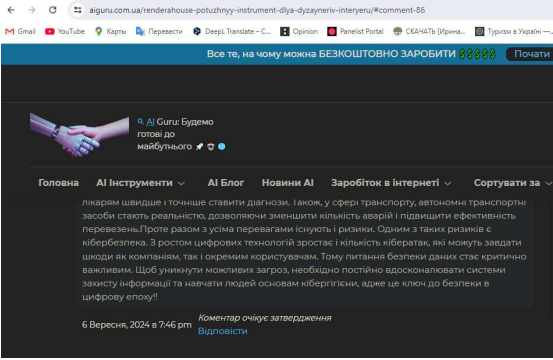 aiguru.com.ua/renderahouse-potuzhnyy-instrument-dlya-dyzayneriv-interyeru/#comment-86
Gmail YouTube Карты Перевести DeepL Translate – C... Opinion Panelist Portal СКАЧАТЬ [Ирина... Туризм в Україні —
Все те, на чому можна БЕЗКОШТОВНО ЗАРОБИТИ $$$$$ Почати
AI Guru: Будемо
готові до
майбутнього
Головна AI Інструменти AI Блог Новини AI Заробіток в інтернеті Сортувати за
лікарям швидше і точніше ставити діагнози. Також, у сфері транспорту, автономні транспортні
засоби стають реальністю, дозволяючи зменшити кількість аварій і підвищити ефективність
перевезень.Проте разом з усіма перевагами існують і ризики. Одним з таких ризиків є
кібербезпека. З ростом цифрових технологій зростає і кількість кібератак, які можуть завдати
шкоди як компаніям, так і окремим користувачам. Тому питання безпеки даних стає критично
важливим. Щоб уникнути можливих загроз, необхідно постійно вдосконалювати системи
захисту інформації та навчати людей основам кібергігієни, адже це ключ до безпеки в
цифрову епоху!!
6 Вересня, 2024 в 7:46 pm Коментар очікує затвердження
Відповісти